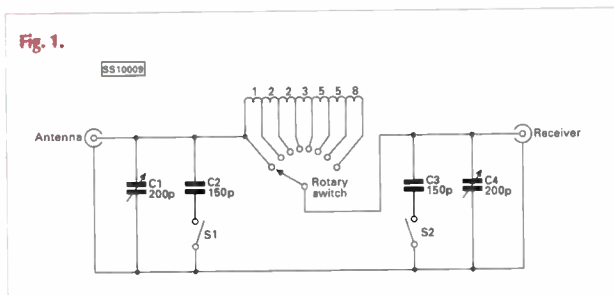 Fig. 1.
SS10009
1 2 2 3 5 5 8
Antenna
Receiver
Rotary
switch
C1
200p
C2
150p
C3
150p
C4
200p
S1
S2